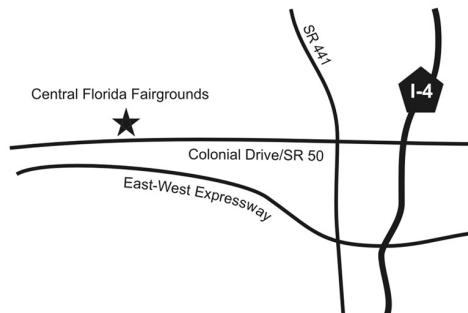 SR 441
I-4
Central Florida Fairgrounds
Colonial Drive/SR 50
East-West Expressway